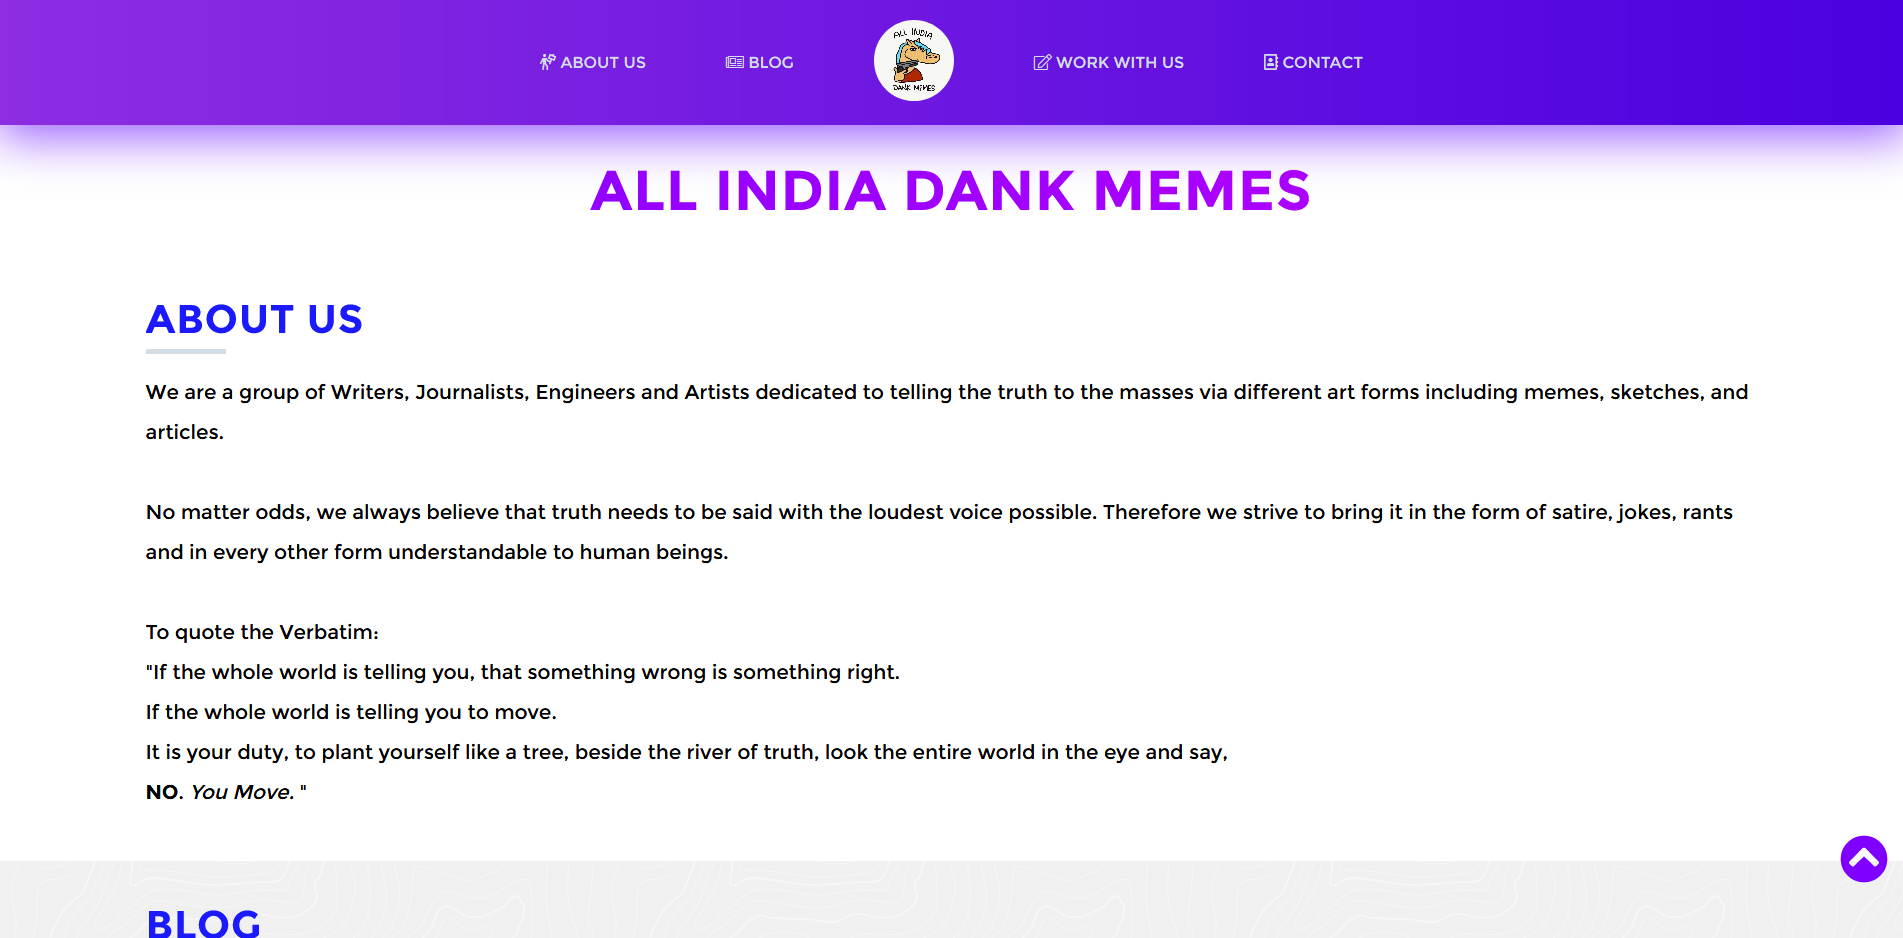 ABOUT US
BLOG
ALL INDIA
DANK MEMES
WORK WITH US
CONTACT
ALL INDIA DANK MEMES
ABOUT US
We are a group of Writers, Journalists, Engineers and Artists dedicated to telling the truth to the masses via different art forms including memes, sketches, and
articles.
No matter odds, we always believe that truth needs to be said with the loudest voice possible. Therefore we strive to bring it in the form of satire, jokes, rants
and in every other form understandable to human beings.
To quote the Verbatim:
"If the whole world is telling you, that something wrong is something right.
If the whole world is telling you to move.
It is your duty, to plant yourself like a tree, beside the river of truth, look the entire world in the eye and say,
NO. You Move. "
BLOG